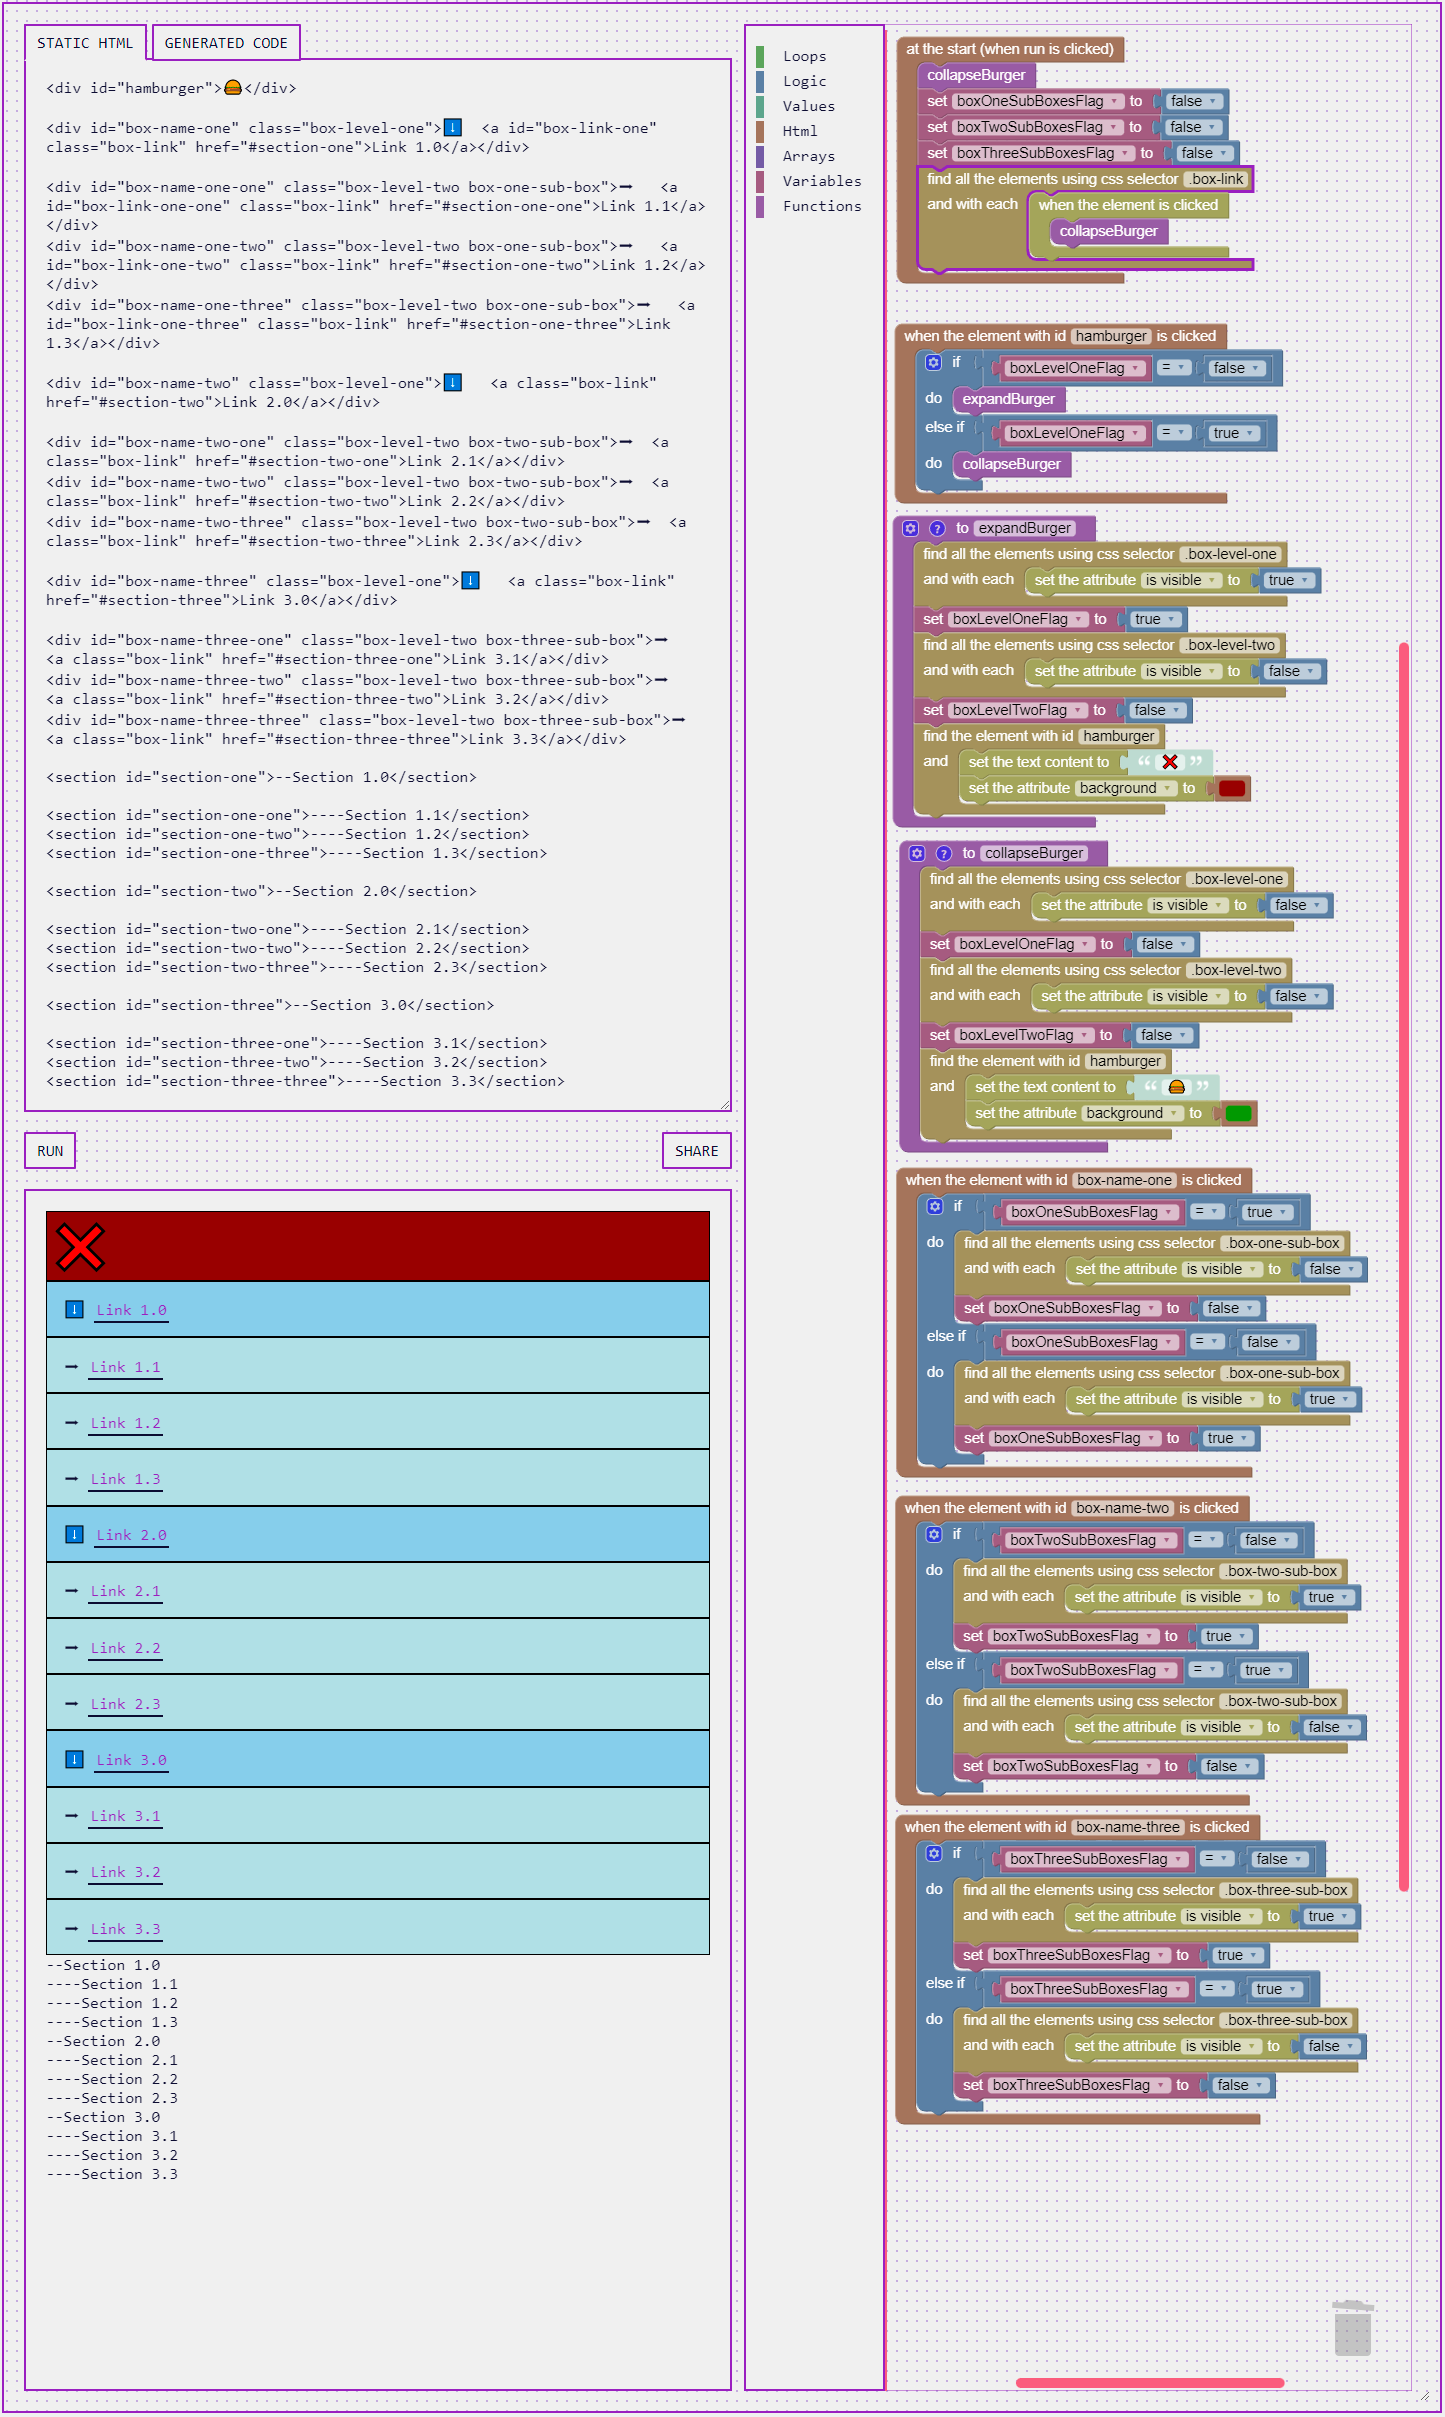 STATIC HTML
GENERATED CODE
<div id="hamburger">🍔</div>
<div id="box-name-one" class="box-level-one">⬇️  <a id="box-link-one"
class="box-link" href="#section-one">Link 1.0</a></div>
<div id="box-name-one-one" class="box-level-two box-one-sub-box">➞   <a
id="box-link-one-one" class="box-link" href="#section-one-one">Link 1.1</a>
</div>
<div id="box-name-one-two" class="box-level-two box-one-sub-box">➞   <a
id="box-link-one-two" class="box-link" href="#section-one-two">Link 1.2</a>
</div>
<div id="box-name-one-three" class="box-level-two box-one-sub-box">➞   <a
id="box-link-one-three" class="box-link" href="#section-one-three">Link
1.3</a></div>
<div id="box-name-two" class="box-level-one">⬇️   <a class="box-link"
href="#section-two">Link 2.0</a></div>
<div id="box-name-two-one" class="box-level-two box-two-sub-box">➞  <a
class="box-link" href="#section-two-one">Link 2.1</a></div>
<div id="box-name-two-two" class="box-level-two box-two-sub-box">➞  <a
class="box-link" href="#section-two-two">Link 2.2</a></div>
<div id="box-name-two-three" class="box-level-two box-two-sub-box">➞  <a
class="box-link" href="#section-two-three">Link 2.3</a></div>
<div id="box-name-three" class="box-level-one">⬇️   <a class="box-link"
href="#section-three">Link 3.0</a></div>
<div id="box-name-three-one" class="box-level-two box-three-sub-box">➞
<a class="box-link" href="#section-three-one">Link 3.1</a></div>
<div id="box-name-three-two" class="box-level-two box-three-sub-box">➞
<a class="box-link" href="#section-three-two">Link 3.2</a></div>
<div id="box-name-three-three" class="box-level-two box-three-sub-box">➞
<a class="box-link" href="#section-three-three">Link 3.3</a></div>
<section id="section-one">--Section 1.0</section>
<section id="section-one-one">----Section 1.1</section>
<section id="section-one-two">----Section 1.2</section>
<section id="section-one-three">----Section 1.3</section>
<section id="section-two">--Section 2.0</section>
<section id="section-two-one">----Section 2.1</section>
<section id="section-two-two">----Section 2.2</section>
<section id="section-two-three">----Section 2.3</section>
<section id="section-three">--Section 3.0</section>
<section id="section-three-one">----Section 3.1</section>
<section id="section-three-two">----Section 3.2</section>
<section id="section-three-three">----Section 3.3</section>
RUN
SHARE
❌
⬇️ Link 1.0
➞ Link 1.1
➞ Link 1.2
➞ Link 1.3
⬇️ Link 2.0
➞ Link 2.1
➞ Link 2.2
➞ Link 2.3
⬇️ Link 3.0
➞ Link 3.1
➞ Link 3.2
➞ Link 3.3
--Section 1.0
----Section 1.1
----Section 1.2
----Section 1.3
--Section 2.0
----Section 2.1
----Section 2.2
----Section 2.3
--Section 3.0
----Section 3.1
----Section 3.2
----Section 3.3
Loops
Logic
Values
Html
Arrays
Variables
Functions
at the start (when run is clicked)
collapseBurger
set boxOneSubBoxesFlag to false
set boxTwoSubBoxesFlag to false
set boxThreeSubBoxesFlag to false
find all the elements using css selector .box-link
and with each when the element is clicked
collapseBurger
when the element with id hamburger is clicked
if boxLevelOneFlag = false
do expandBurger
else if boxLevelOneFlag = true
do collapseBurger
? to expandBurger
find all the elements using css selector .box-level-one
and with each set the attribute is visible to true
set boxLevelOneFlag to true
find all the elements using css selector .box-level-two
and with each set the attribute is visible to false
set boxLevelTwoFlag to false
find the element with id hamburger
and set the text content to “ ❌ ”
set the attribute background to
? to collapseBurger
find all the elements using css selector .box-level-one
and with each set the attribute is visible to false
set boxLevelOneFlag to false
find all the elements using css selector .box-level-two
and with each set the attribute is visible to false
set boxLevelTwoFlag to false
find the element with id hamburger
and set the text content to “ 🍔 ”
set the attribute background to
when the element with id box-name-one is clicked
if boxOneSubBoxesFlag = true
do find all the elements using css selector .box-one-sub-box
and with each set the attribute is visible to false
set boxOneSubBoxesFlag to false
else if boxOneSubBoxesFlag = false
do find all the elements using css selector .box-one-sub-box
and with each set the attribute is visible to true
set boxOneSubBoxesFlag to true
when the element with id box-name-two is clicked
if boxTwoSubBoxesFlag = false
do find all the elements using css selector .box-two-sub-box
and with each set the attribute is visible to true
set boxTwoSubBoxesFlag to true
else if boxTwoSubBoxesFlag = true
do find all the elements using css selector .box-two-sub-box
and with each set the attribute is visible to false
set boxTwoSubBoxesFlag to false
when the element with id box-name-three is clicked
if boxThreeSubBoxesFlag = false
do find all the elements using css selector .box-three-sub-box
and with each set the attribute is visible to true
set boxThreeSubBoxesFlag to true
else if boxThreeSubBoxesFlag = true
do find all the elements using css selector .box-three-sub-box
and with each set the attribute is visible to false
set boxThreeSubBoxesFlag to false